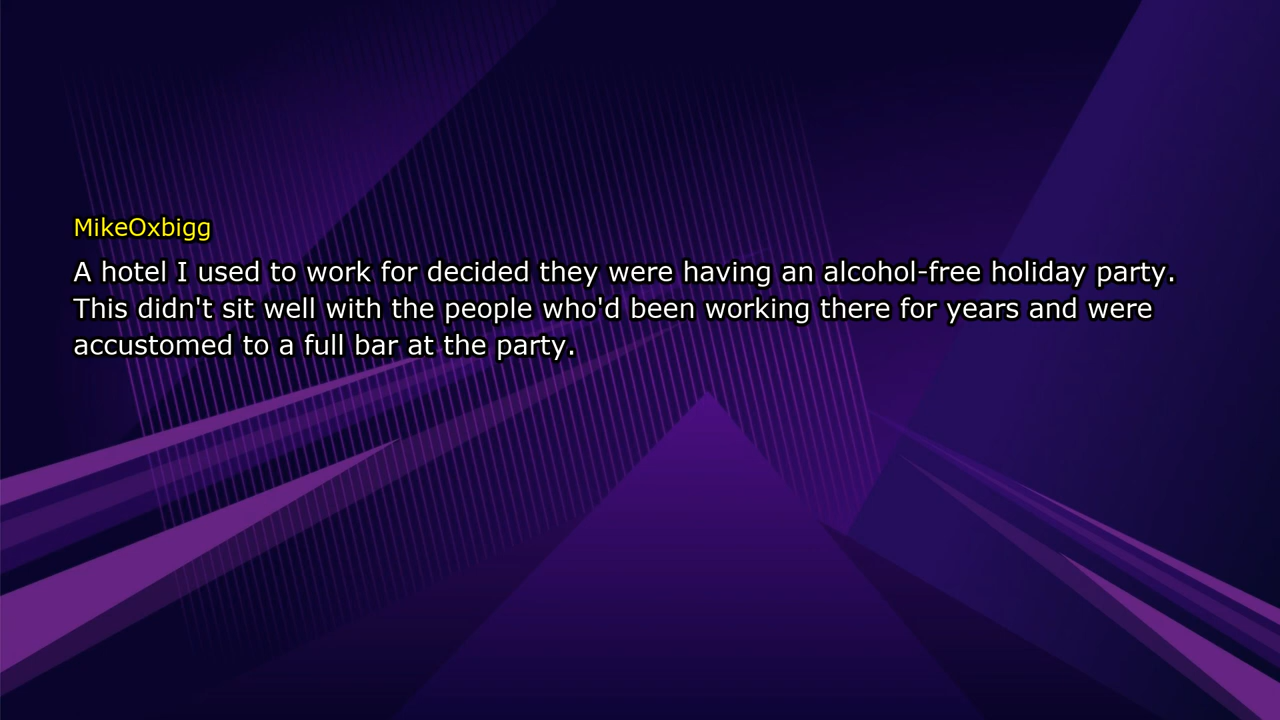 MikeOxbigg
A hotel I used to work for decided they were having an alcohol-free holiday party.
This didn't sit well with the people who'd been working there for years and were
accustomed to a full bar at the party.